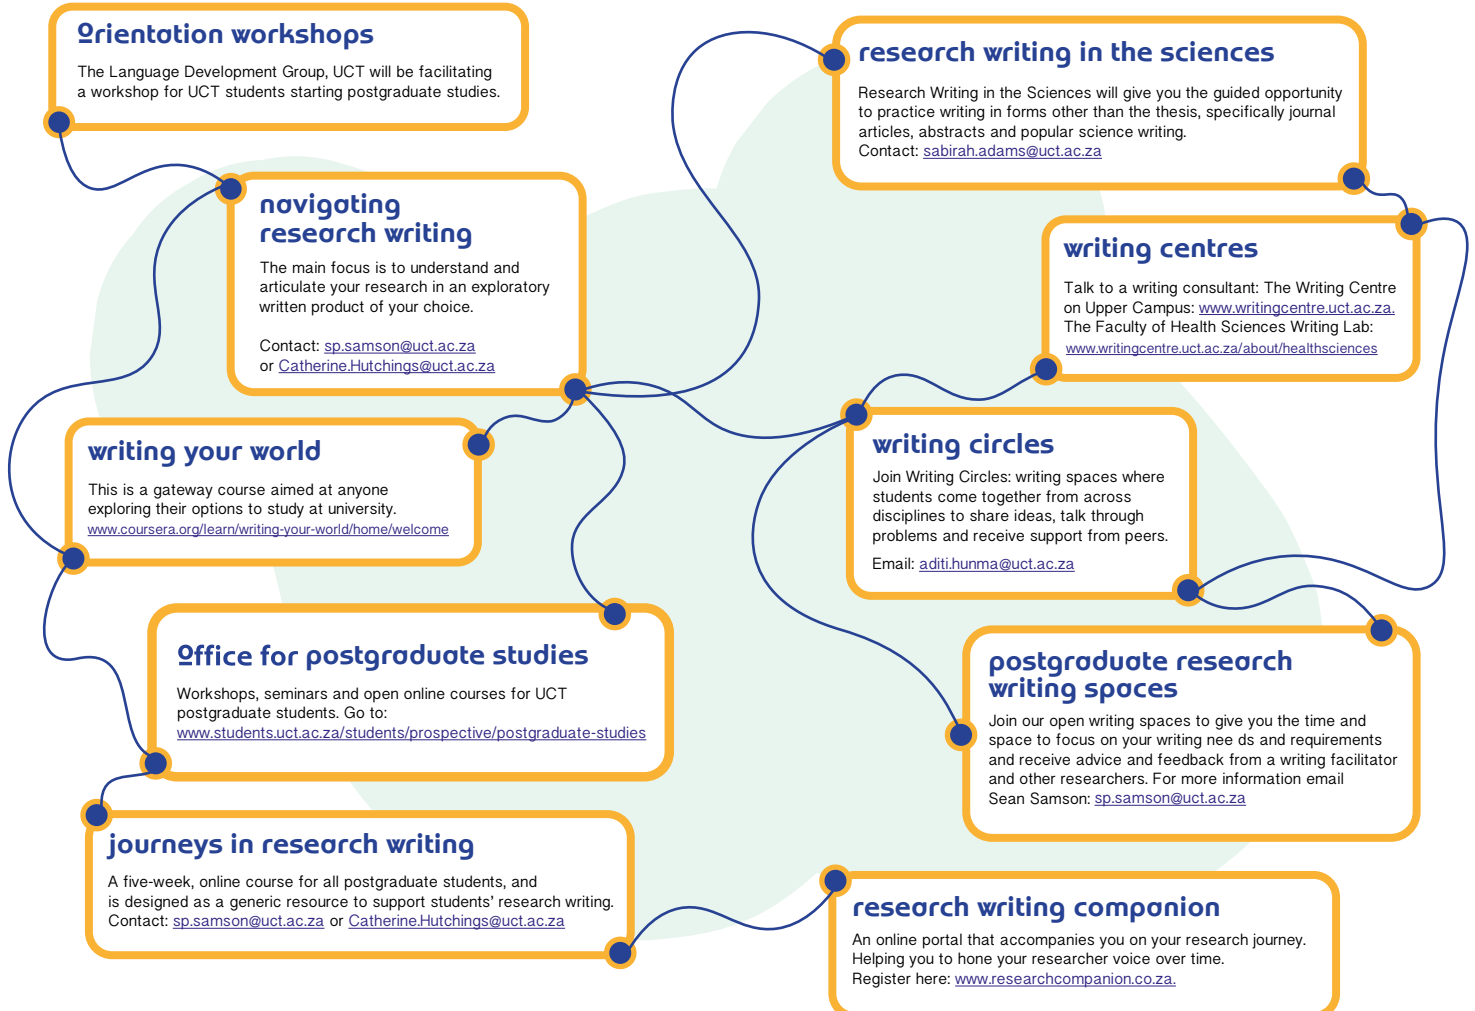 Orientation workshops
The Language Development Group, UCT will be facilitating
a workshop for UCT students starting postgraduate studies.
navigating
research writing
The main focus is to understand and
articulate your research in an exploratory
written product of your choice.
Contact: sp.samson@uct.ac.za
or Catherine.Hutchings@uct.ac.za
writing your world
This is a gateway course aimed at anyone
exploring their options to study at university.
www.coursera.org/learn/writing-your-world/home/welcome
Office for postgraduate studies
Workshops, seminars and open online courses for UCT
postgraduate students. Go to:
www.students.uct.ac.za/students/prospective/postgraduate-studies
journeys in research writing
A five-week, online course for all postgraduate students, and
is designed as a generic resource to support students’ research writing.
Contact: sp.samson@uct.ac.za or Catherine.Hutchings@uct.ac.za
research writing in the sciences
Research Writing in the Sciences will give you the guided opportunity
to practice writing in forms other than the thesis, specifically journal
articles, abstracts and popular science writing.
Contact: sabirah.adams@uct.ac.za
writing centres
Talk to a writing consultant: The Writing Centre
on Upper Campus: www.writingcentre.uct.ac.za.
The Faculty of Health Sciences Writing Lab:
www.writingcentre.uct.ac.za/about/healthsciences
writing circles
Join Writing Circles: writing spaces where
students come together from across
disciplines to share ideas, talk through
problems and receive support from peers.
Email: aditi.hunma@uct.ac.za
postgraduate research
writing spaces
Join our open writing spaces to give you the time and
space to focus on your writing nee ds and requirements
and receive advice and feedback from a writing facilitator
and other researchers. For more information email
Sean Samson: sp.samson@uct.ac.za
research writing companion
An online portal that accompanies you on your research journey.
Helping you to hone your researcher voice over time.
Register here: www.researchcompanion.co.za.